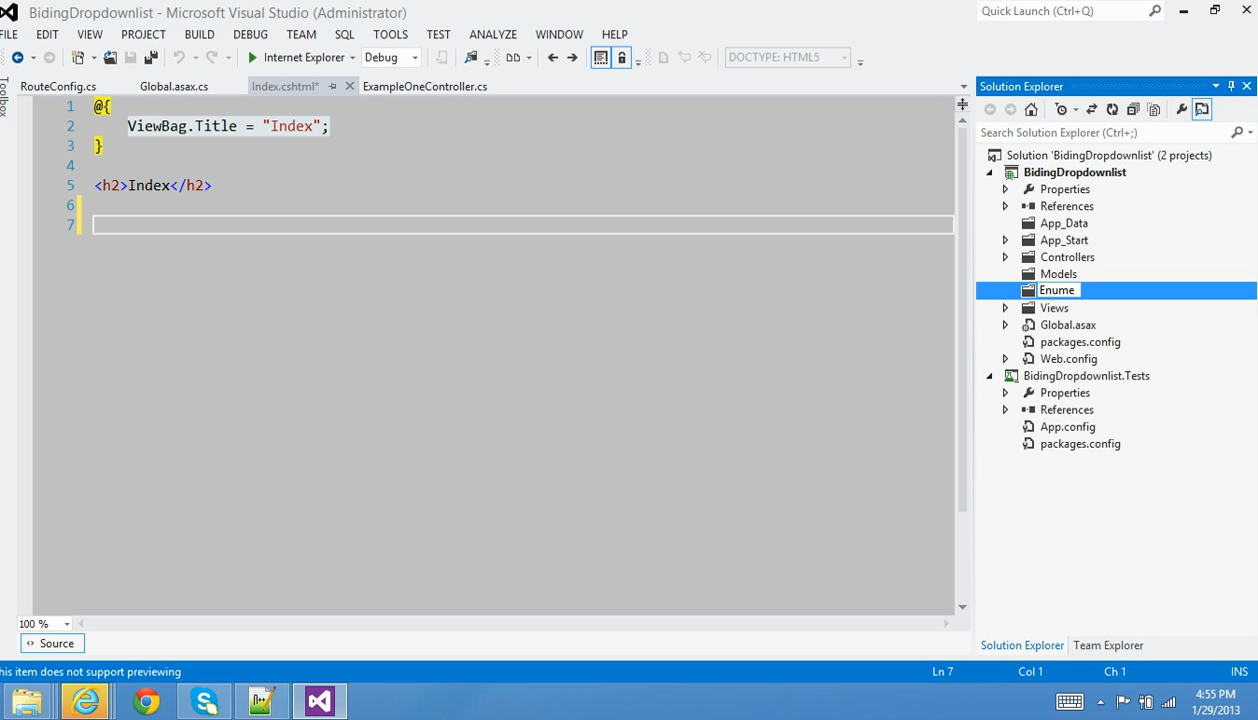 BidingDropdownlist - Microsoft Visual Studio (Administrator)
Quick Launch (Ctrl+Q)
FILE EDIT VIEW PROJECT BUILD DEBUG TEAM SQL TOOLS TEST ANALYZE WINDOW HELP
Internet Explorer Debug DOCTYPE: HTML5
Toolbox
RouteConfig.cs Global.asax.cs Index.cshtml* ExampleOneController.cs
1 @{
2 ViewBag.Title = "Index";
3 }
4
5 <h2>Index</h2>
6
7
100 %
Source
Solution Explorer
Search Solution Explorer (Ctrl+;)
Solution 'BidingDropdownlist' (2 projects)
BidingDropdownlist
Properties
References
App_Data
App_Start
Controllers
Models
Enume
Views
Global.asax
packages.config
Web.config
BidingDropdownlist.Tests
Properties
References
App.config
packages.config
Solution Explorer Team Explorer
his item does not support previewing Ln 7 Col 1 Ch 1 INS
4:55 PM
1/29/2013